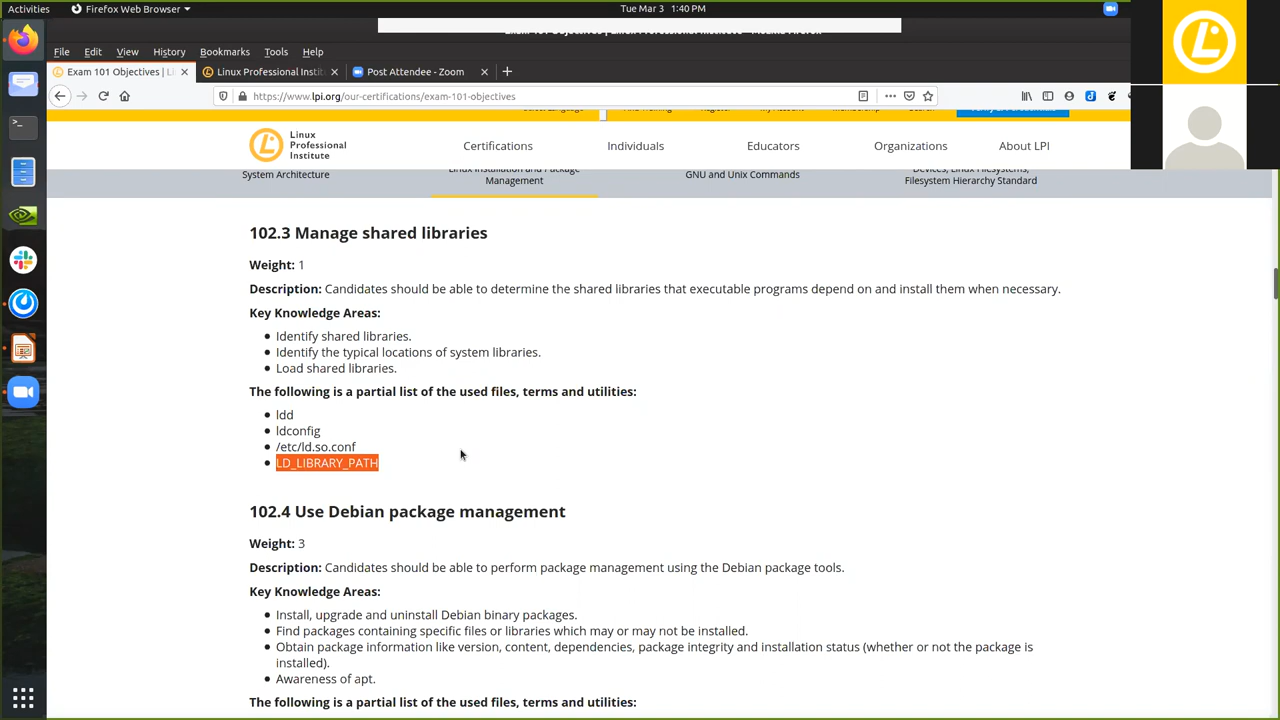 Activities
Firefox Web Browser
Tue Mar 3 1:40 PM
File Edit View History Bookmarks Tools Help
Exam 101 Objectives | Li
Linux Professional Instit
Post Attendee - Zoom
https://www.lpi.org/our-certifications/exam-101-objectives
Linux
Professional
Institute
Certifications
Individuals
Educators
Organizations
About LPI
System Architecture
Linux Installation and Package
Management
GNU and Unix Commands
Devices, Linux Filesystems,
Filesystem Hierarchy Standard
102.3 Manage shared libraries
Weight: 1
Description: Candidates should be able to determine the shared libraries that executable programs depend on and install them when necessary.
Key Knowledge Areas:
Identify shared libraries.
Identify the typical locations of system libraries.
Load shared libraries.
The following is a partial list of the used files, terms and utilities:
ldd
ldconfig
/etc/ld.so.conf
LD_LIBRARY_PATH
102.4 Use Debian package management
Weight: 3
Description: Candidates should be able to perform package management using the Debian package tools.
Key Knowledge Areas:
Install, upgrade and uninstall Debian binary packages.
Find packages containing specific files or libraries which may or may not be installed.
Obtain package information like version, content, dependencies, package integrity and installation status (whether or not the package is
installed).
Awareness of apt.
The following is a partial list of the used files, terms and utilities: